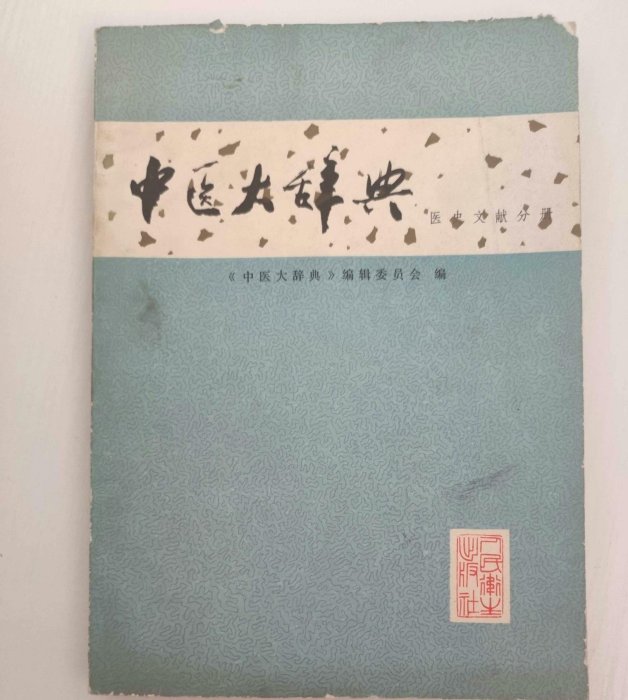 中医大辞典
医史文献分册
《中医大辞典》编辑委员会 编
人民衛生
出版社